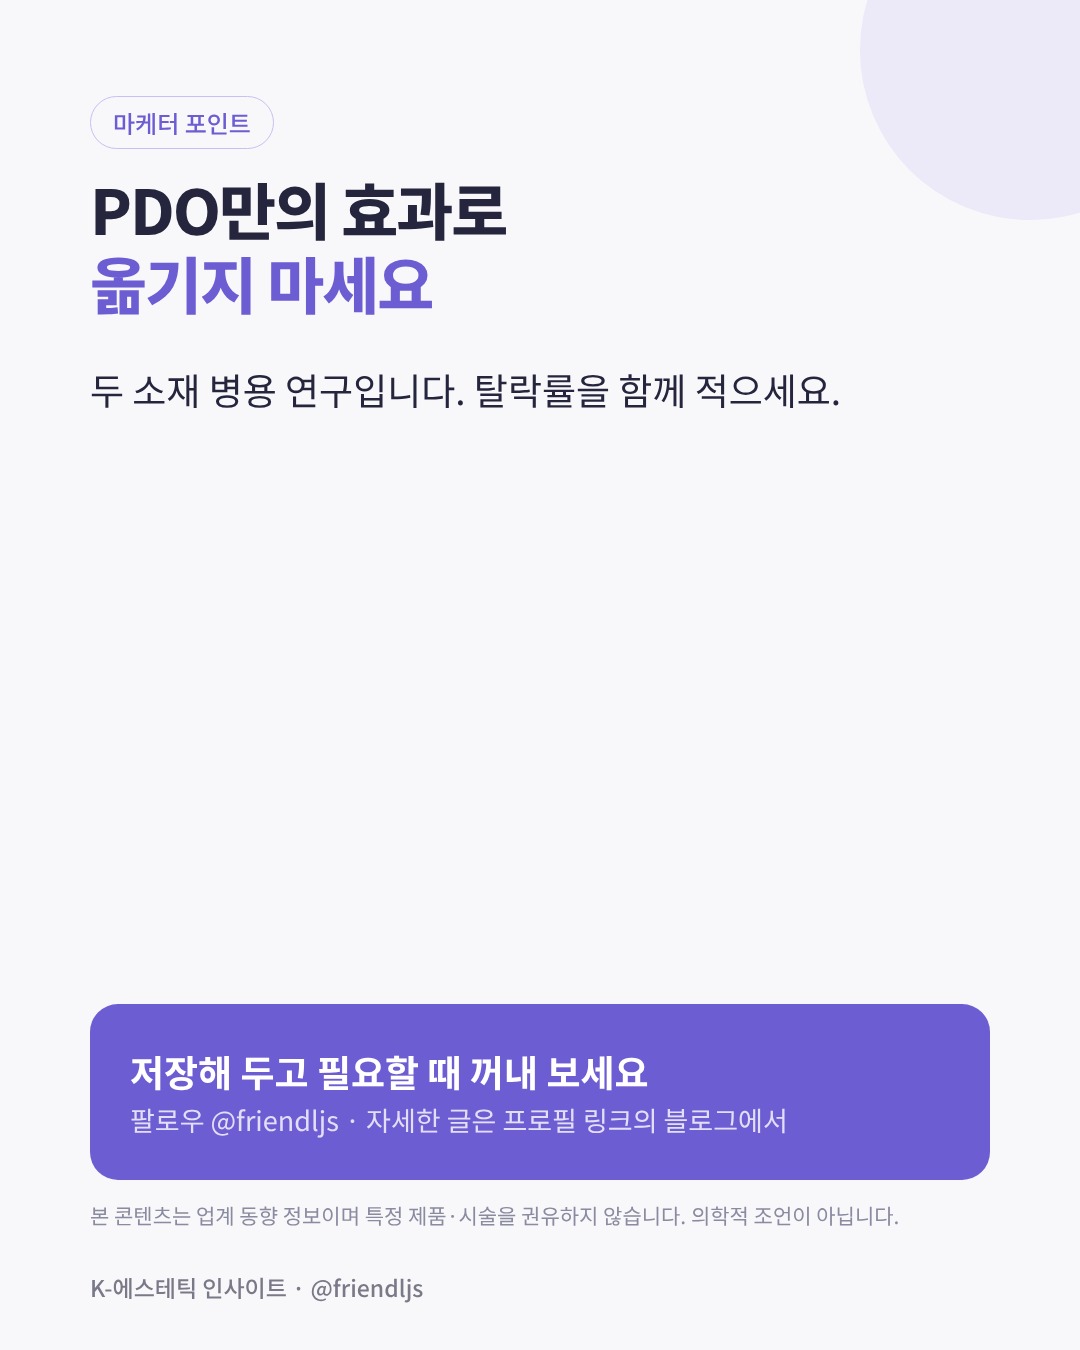 마케터 포인트
PDO만의 효과로
옮기지 마세요
두 소재 병용 연구입니다. 탈락률을 함께 적으세요.
저장해 두고 필요할 때 꺼내 보세요
팔로우 @friendljs · 자세한 글은 프로필 링크의 블로그에서
본 콘텐츠는 업계 동향 정보이며 특정 제품·시술을 권유하지 않습니다. 의학적 조언이 아닙니다.
K-에스테틱 인사이트 · @friendljs